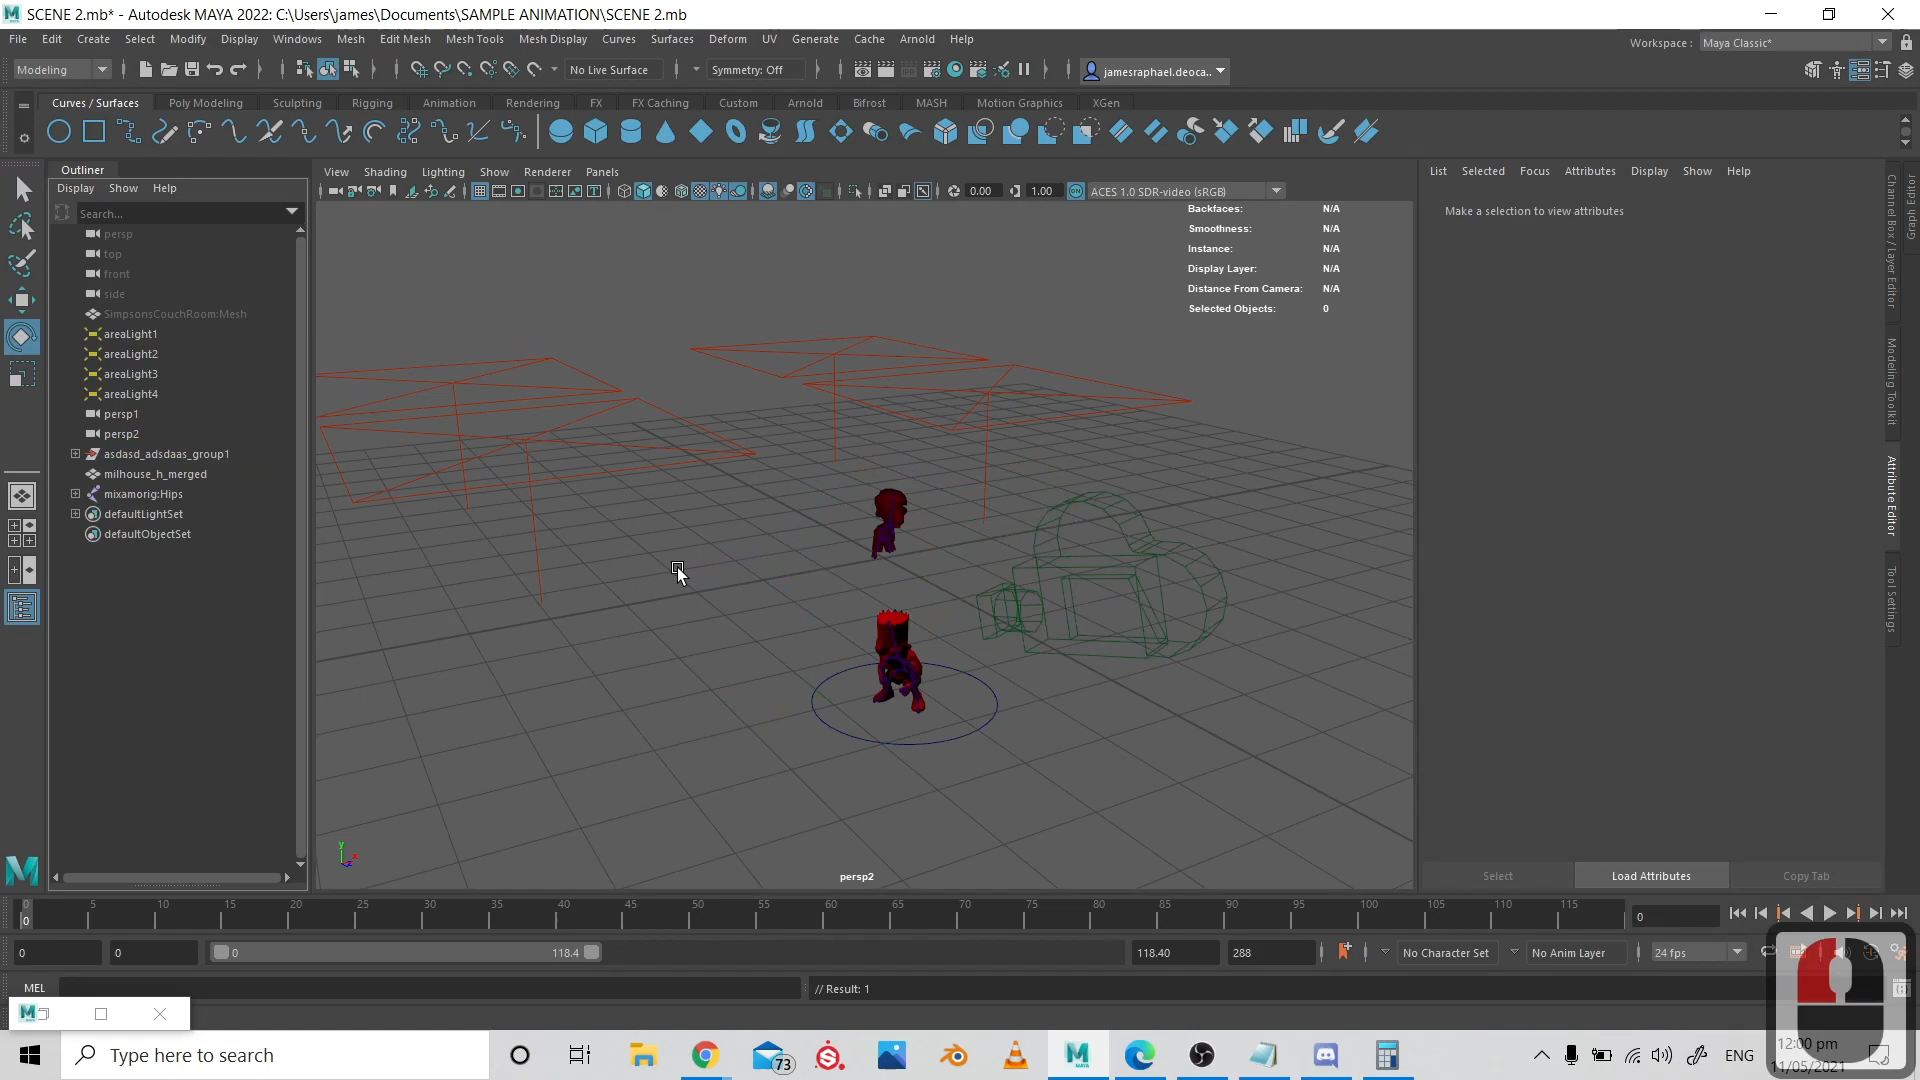 SCENE 2.mb* - Autodesk MAYA 2022: C:\Users\james\Documents\SAMPLE ANIMATION\SCENE 2.mb
File Edit Create Select Modify Display Windows Mesh Edit Mesh Mesh Tools Mesh Display Curves Surfaces Deform UV Generate Cache Arnold Help
Workspace : Maya Classic*
Modeling No Live Surface Symmetry: Off jamesraphael.deoca..
Curves / Surfaces Poly Modeling Sculpting Rigging Animation Rendering FX FX Caching Custom Arnold Bifrost MASH Motion Graphics XGen
Outliner
Display Show Help
Search...
persp
top
front
side
SimpsonsCouchRoom:Mesh
areaLight1
areaLight2
areaLight3
areaLight4
persp1
persp2
asdasd_adsdaas_group1
milhouse_h_merged
mixamorig:Hips
defaultLightSet
defaultObjectSet
View Shading Lighting Show Renderer Panels
0.00 1.00 ON ACES 1.0 SDR-video (sRGB)
Backfaces: N/A
Smoothness: N/A
Instance: N/A
Display Layer: N/A
Distance From Camera: N/A
Selected Objects: 0
y
x
persp2
List Selected Focus Attributes Display Show Help
Make a selection to view attributes
Select Load Attributes Copy Tab
Channel Box / Layer Editor
Modeling Toolkit
Attribute Editor
Tool Settings
Graph Editor
0 5 10 15 20 25 30 35 40 45 50 55 60 65 70 75 80 85 90 95 100 105 110 115
0
0
0 0 0 118.4 118.40 288 No Character Set No Anim Layer 24 fps
MEL // Result: 1
Type here to search
73
MAYA
ENG
12:00 pm
11/05/2021